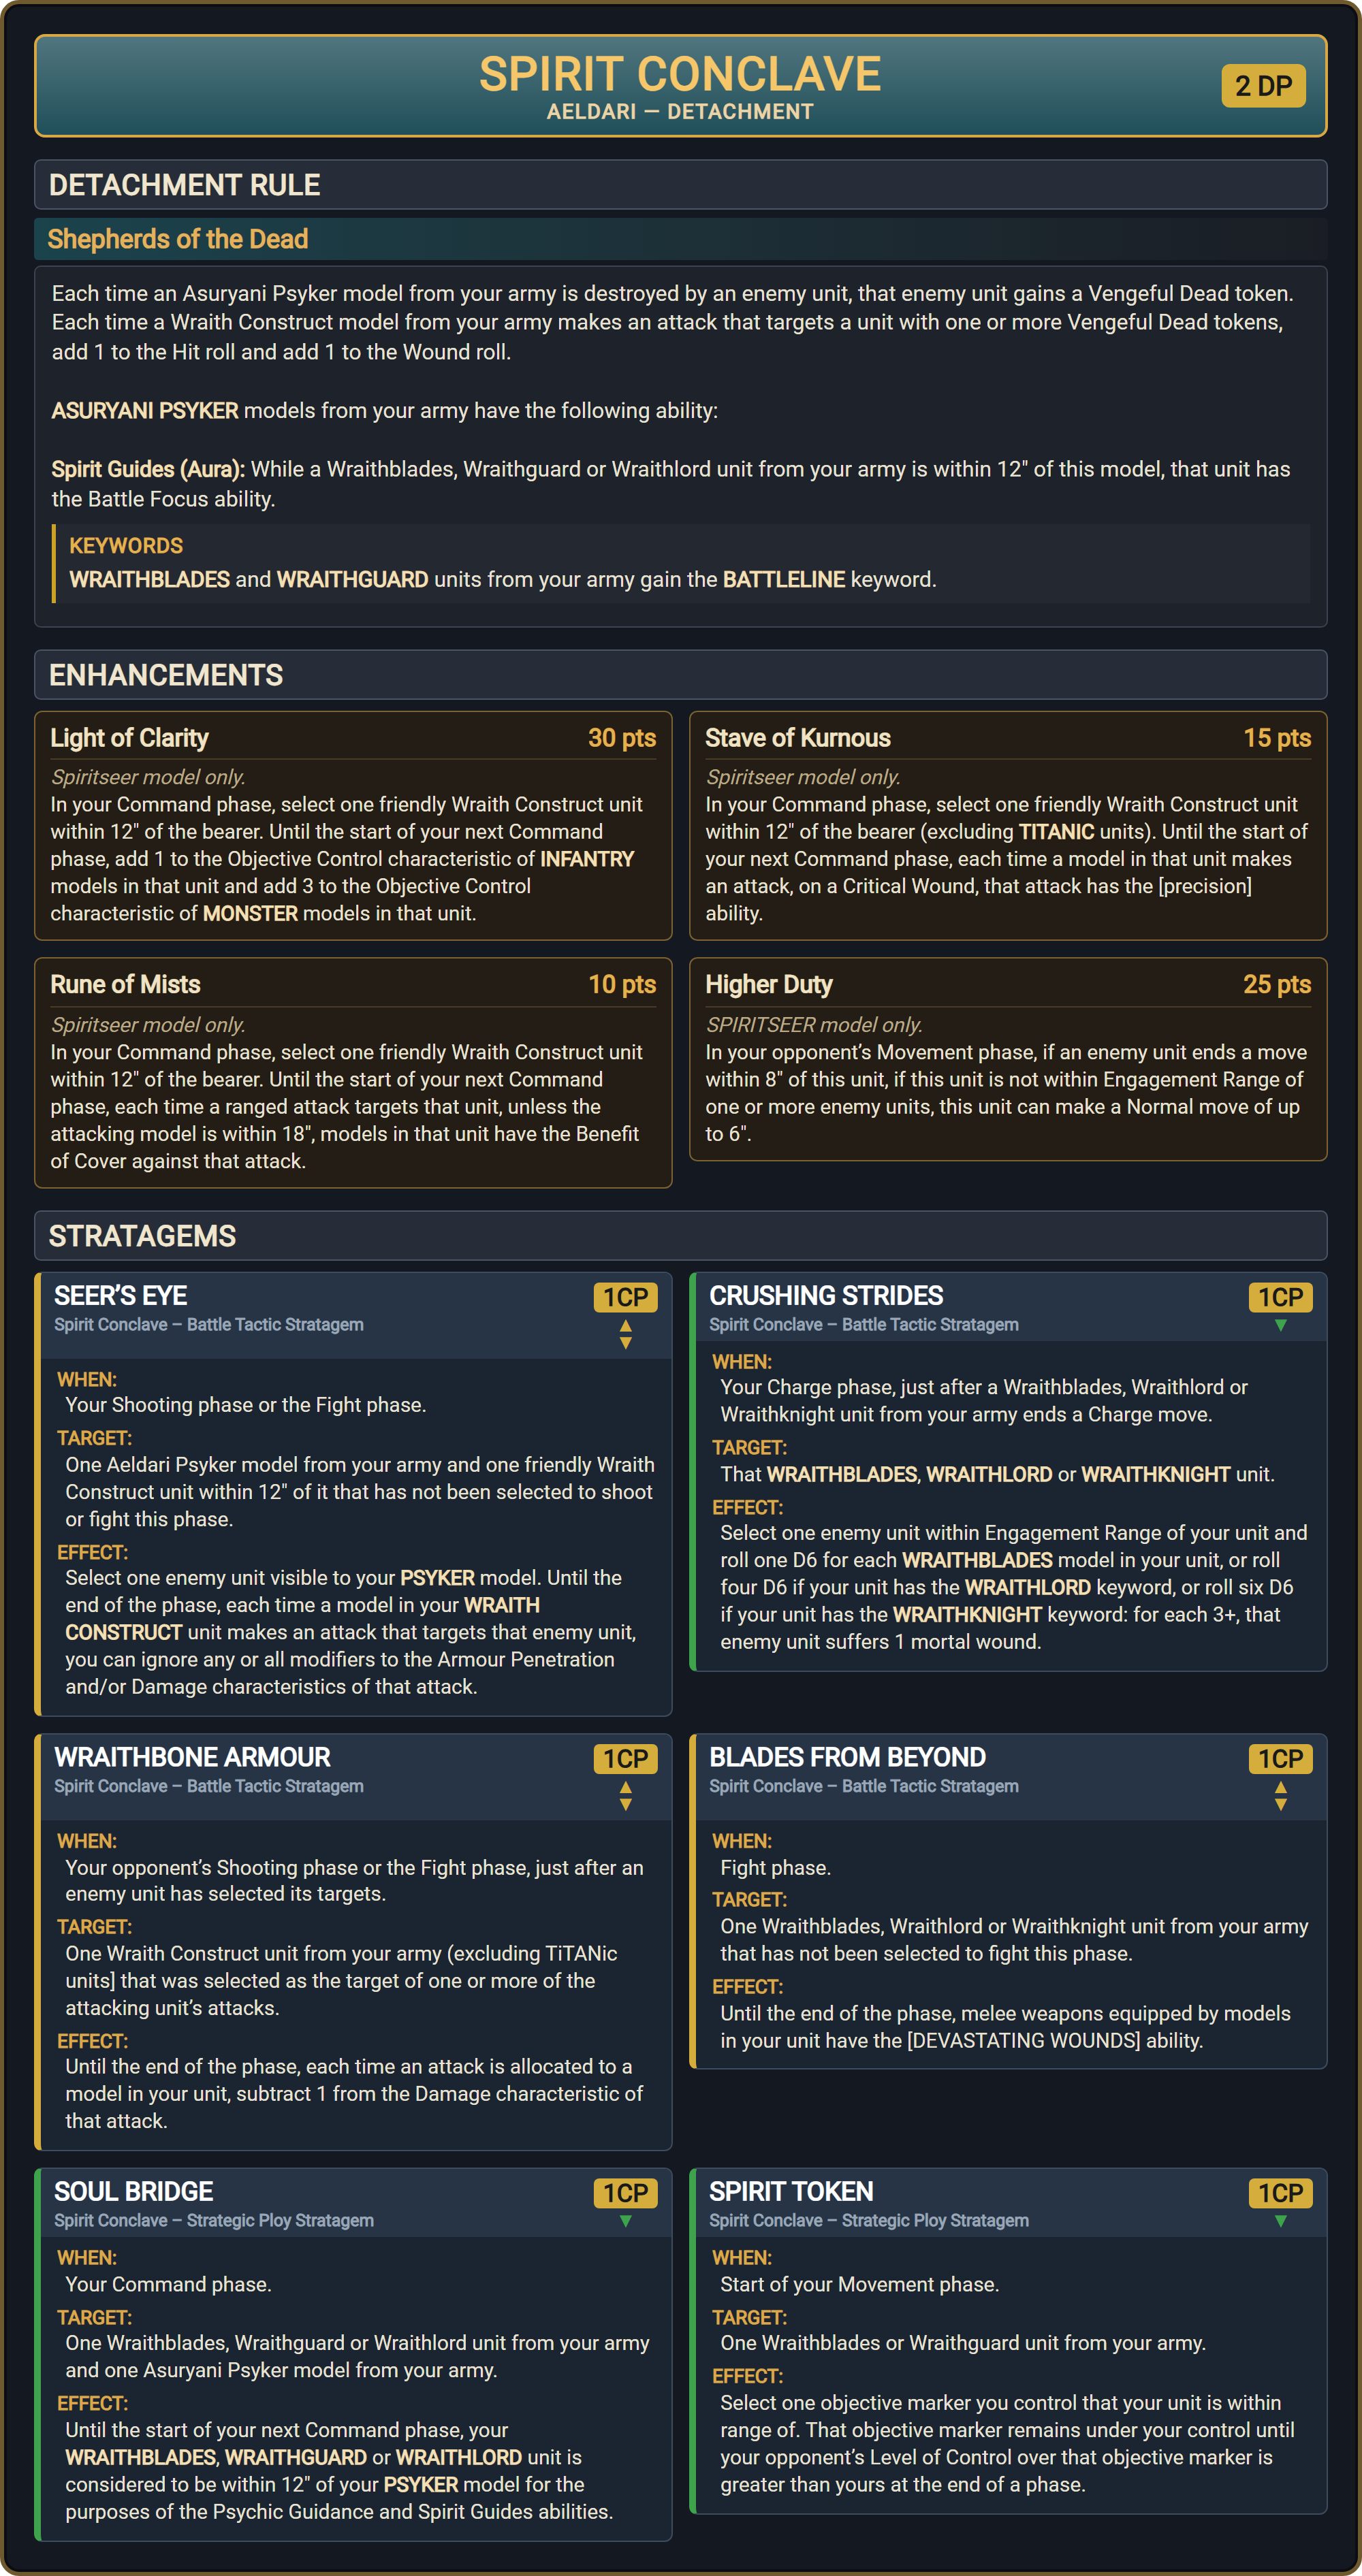 SPIRIT CONCLAVE
AELDARI — DETACHMENT
2 DP
DETACHMENT RULE
Shepherds of the Dead
Each time an Asuryani Psyker model from your army is destroyed by an enemy unit, that enemy unit gains a Vengeful Dead token.
Each time a Wraith Construct model from your army makes an attack that targets a unit with one or more Vengeful Dead tokens,
add 1 to the Hit roll and add 1 to the Wound roll.
ASURYANI PSYKER models from your army have the following ability:
Spirit Guides (Aura): While a Wraithblades, Wraithguard or Wraithlord unit from your army is within 12" of this model, that unit has
the Battle Focus ability.
KEYWORDS
WRAITHBLADES and WRAITHGUARD units from your army gain the BATTLELINE keyword.
ENHANCEMENTS
Light of Clarity 30 pts
Spiritseer model only.
In your Command phase, select one friendly Wraith Construct unit
within 12" of the bearer. Until the start of your next Command
phase, add 1 to the Objective Control characteristic of INFANTRY
models in that unit and add 3 to the Objective Control
characteristic of MONSTER models in that unit.
Stave of Kurnous 15 pts
Spiritseer model only.
In your Command phase, select one friendly Wraith Construct unit
within 12" of the bearer (excluding TITANIC units). Until the start of
your next Command phase, each time a model in that unit makes
an attack, on a Critical Wound, that attack has the [precision]
ability.
Rune of Mists 10 pts
Spiritseer model only.
In your Command phase, select one friendly Wraith Construct unit
within 12" of the bearer. Until the start of your next Command
phase, each time a ranged attack targets that unit, unless the
attacking model is within 18", models in that unit have the Benefit
of Cover against that attack.
Higher Duty 25 pts
SPIRITSEER model only.
In your opponent’s Movement phase, if an enemy unit ends a move
within 8" of this unit, if this unit is not within Engagement Range of
one or more enemy units, this unit can make a Normal move of up
to 6".
STRATAGEMS
SEER’S EYE 1CP
Spirit Conclave – Battle Tactic Stratagem
▲
▼
WHEN:
Your Shooting phase or the Fight phase.
TARGET:
One Aeldari Psyker model from your army and one friendly Wraith
Construct unit within 12" of it that has not been selected to shoot
or fight this phase.
EFFECT:
Select one enemy unit visible to your PSYKER model. Until the
end of the phase, each time a model in your WRAITH
CONSTRUCT unit makes an attack that targets that enemy unit,
you can ignore any or all modifiers to the Armour Penetration
and/or Damage characteristics of that attack.
CRUSHING STRIDES 1CP
Spirit Conclave – Battle Tactic Stratagem
▼
WHEN:
Your Charge phase, just after a Wraithblades, Wraithlord or
Wraithknight unit from your army ends a Charge move.
TARGET:
That WRAITHBLADES, WRAITHLORD or WRAITHKNIGHT unit.
EFFECT:
Select one enemy unit within Engagement Range of your unit and
roll one D6 for each WRAITHBLADES model in your unit, or roll
four D6 if your unit has the WRAITHLORD keyword, or roll six D6
if your unit has the WRAITHKNIGHT keyword: for each 3+, that
enemy unit suffers 1 mortal wound.
WRAITHBONE ARMOUR 1CP
Spirit Conclave – Battle Tactic Stratagem
▲
▼
WHEN:
Your opponent’s Shooting phase or the Fight phase, just after an
enemy unit has selected its targets.
TARGET:
One Wraith Construct unit from your army (excluding TiTANic
units] that was selected as the target of one or more of the
attacking unit’s attacks.
EFFECT:
Until the end of the phase, each time an attack is allocated to a
model in your unit, subtract 1 from the Damage characteristic of
that attack.
BLADES FROM BEYOND 1CP
Spirit Conclave – Battle Tactic Stratagem
▲
▼
WHEN:
Fight phase.
TARGET:
One Wraithblades, Wraithlord or Wraithknight unit from your army
that has not been selected to fight this phase.
EFFECT:
Until the end of the phase, melee weapons equipped by models
in your unit have the [DEVASTATING WOUNDS] ability.
SOUL BRIDGE 1CP
Spirit Conclave – Strategic Ploy Stratagem
▼
WHEN:
Your Command phase.
TARGET:
One Wraithblades, Wraithguard or Wraithlord unit from your army
and one Asuryani Psyker model from your army.
EFFECT:
Until the start of your next Command phase, your
WRAITHBLADES, WRAITHGUARD or WRAITHLORD unit is
considered to be within 12" of your PSYKER model for the
purposes of the Psychic Guidance and Spirit Guides abilities.
SPIRIT TOKEN 1CP
Spirit Conclave – Strategic Ploy Stratagem
▼
WHEN:
Start of your Movement phase.
TARGET:
One Wraithblades or Wraithguard unit from your army.
EFFECT:
Select one objective marker you control that your unit is within
range of. That objective marker remains under your control until
your opponent’s Level of Control over that objective marker is
greater than yours at the end of a phase.